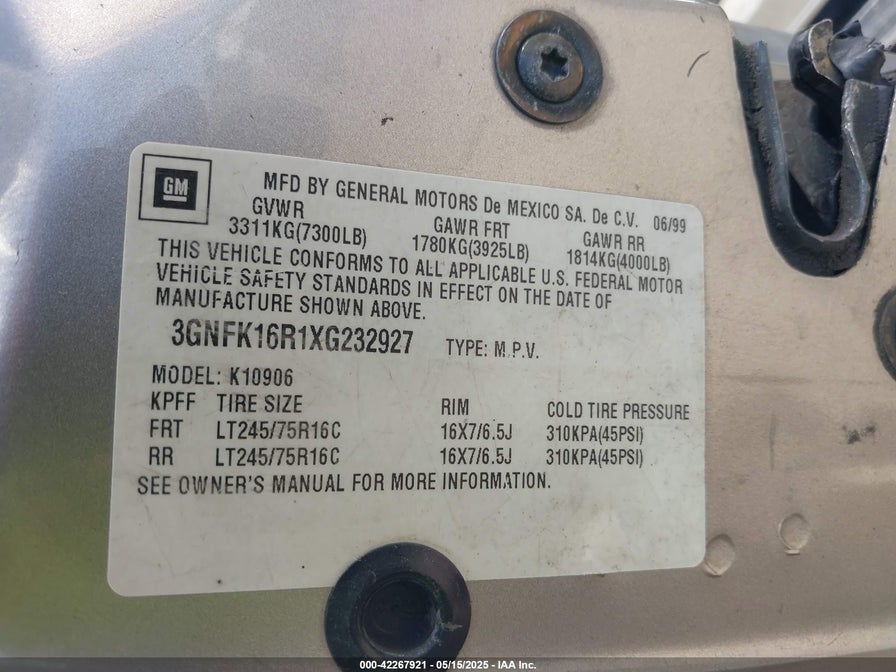 GM
MFD BY GENERAL MOTORS De MEXICO SA. De C.V. 06/99
GVWR GAWR FRT GAWR RR
3311KG(7300LB) 1780KG(3925LB) 1814KG(4000LB)
THIS VEHICLE CONFORMS TO ALL APPLICABLE U.S. FEDERAL MOTOR
VEHICLE SAFETY STANDARDS IN EFFECT ON THE DATE OF
MANUFACTURE SHOWN ABOVE.
3GNFK16R1XG232927 TYPE: M.P.V.
MODEL: K10906
KPFF TIRE SIZE RIM COLD TIRE PRESSURE
FRT LT245/75R16C 16X7/6.5J 310KPA(45PSI)
RR LT245/75R16C 16X7/6.5J 310KPA(45PSI)
SEE OWNER'S MANUAL FOR MORE INFORMATION.
000-42267921 - 05/15/2025 - IAA Inc.